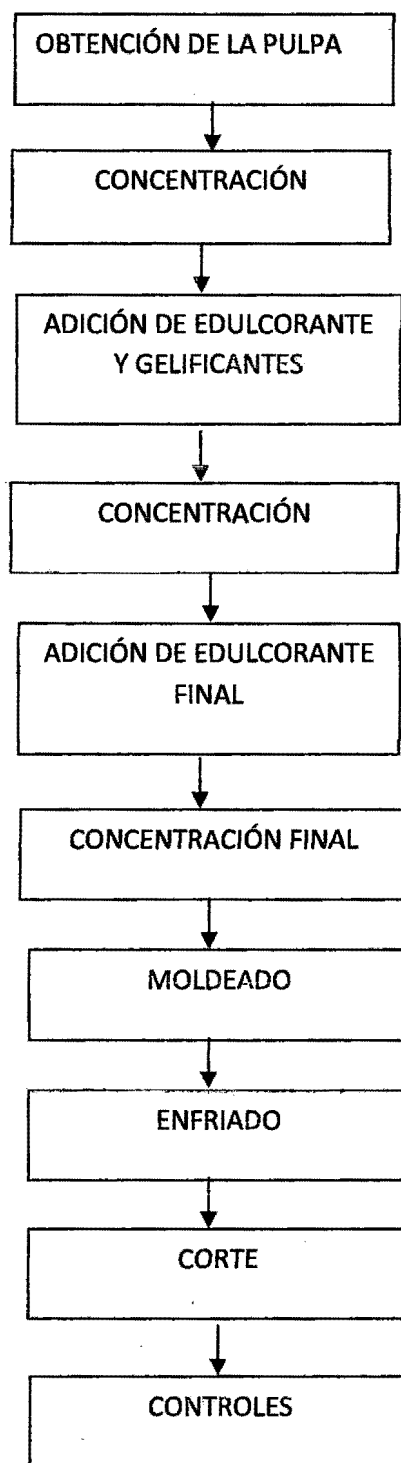 OBTENCIÓN DE LA PULPA
CONCENTRACIÓN
ADICIÓN DE EDULCORANTE
Y GELIFICANTES
CONCENTRACIÓN
ADICIÓN DE EDULCORANTE
FINAL
CONCENTRACIÓN FINAL
MOLDEADO
ENFRIADO
CORTE
CONTROLES